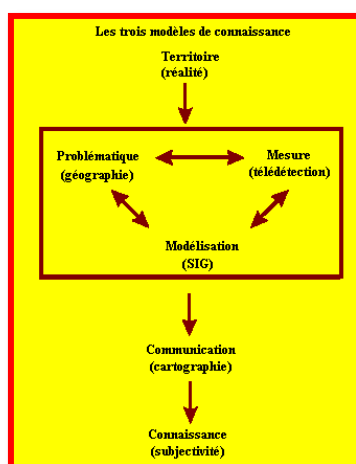 Les trois modèles de connaissance
Territoire
(réalité)
Problématique
(géographie)
Mesure
(télédétection)
Modélisation
(SIG)
Communication
(cartographie)
Connaissance
(subjectivité)